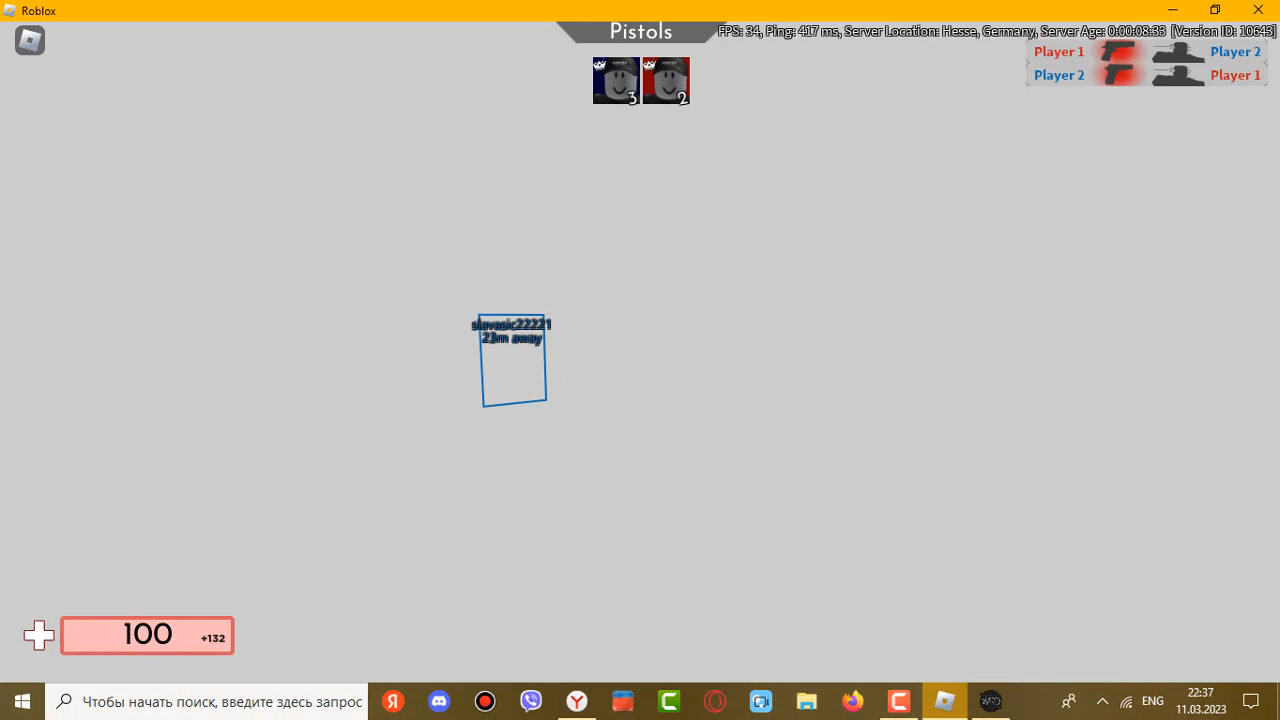 Roblox
Pistols
FPS: 34, Ping: 417 ms, Server Location: Hesse, Germany, Server Age: 0:00:08:33 [Version ID: 10643]
3
2
Player 1 Player 2
Player 2 Player 1
23m away
100
+132
Чтобы начать поиск, введите здесь запрос
ENG
22:37
11.03.2023